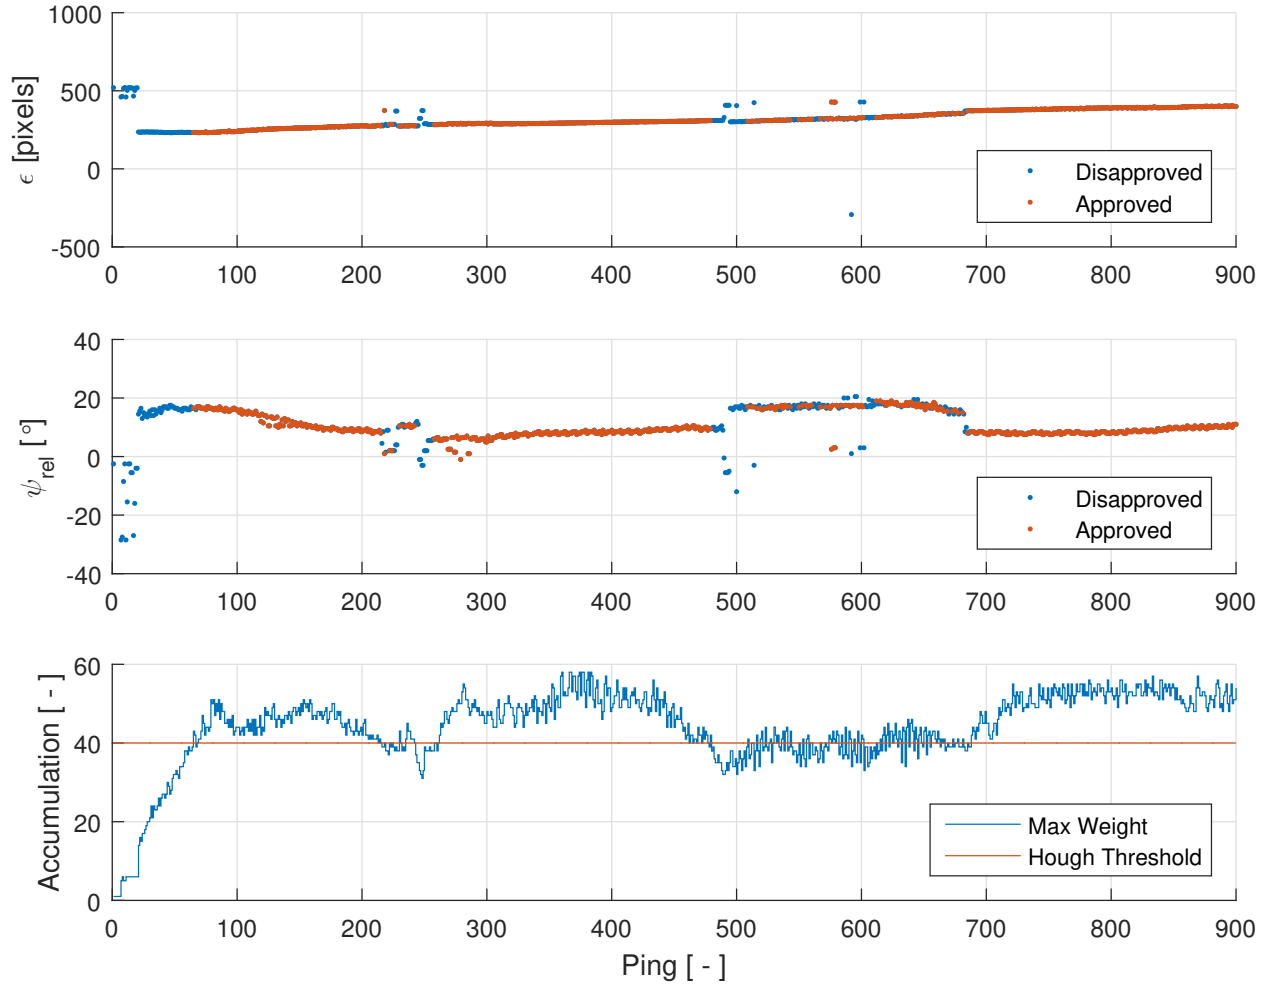 1000
500
0
-500
ϵ [pixels]
Disapproved
Approved
0 100 200 300 400 500 600 700 800 900
40
20
0
-20
-40
ψrel [°]
Disapproved
Approved
0 100 200 300 400 500 600 700 800 900
60
40
20
0
Accumulation [ - ]
Max Weight
Hough Threshold
0 100 200 300 400 500 600 700 800 900
Ping [ - ]